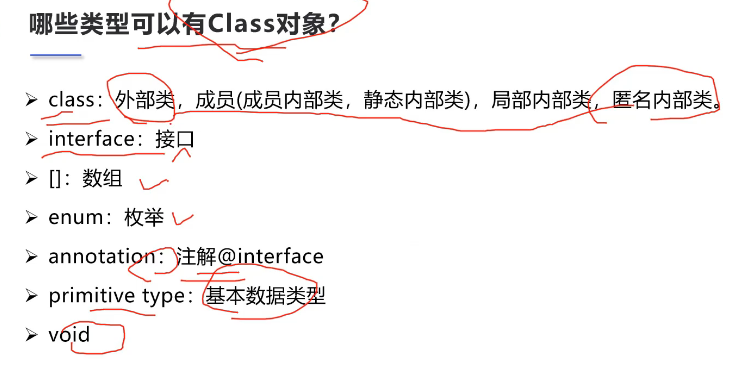 哪些类型可以有Class对象?
➢ class：外部类，成员(成员内部类，静态内部类)，局部内部类，匿名内部类。
➢ interface：接口
➢ []：数组
➢ enum：枚举
➢ annotation：注解@interface
➢ primitive type：基本数据类型
➢ void